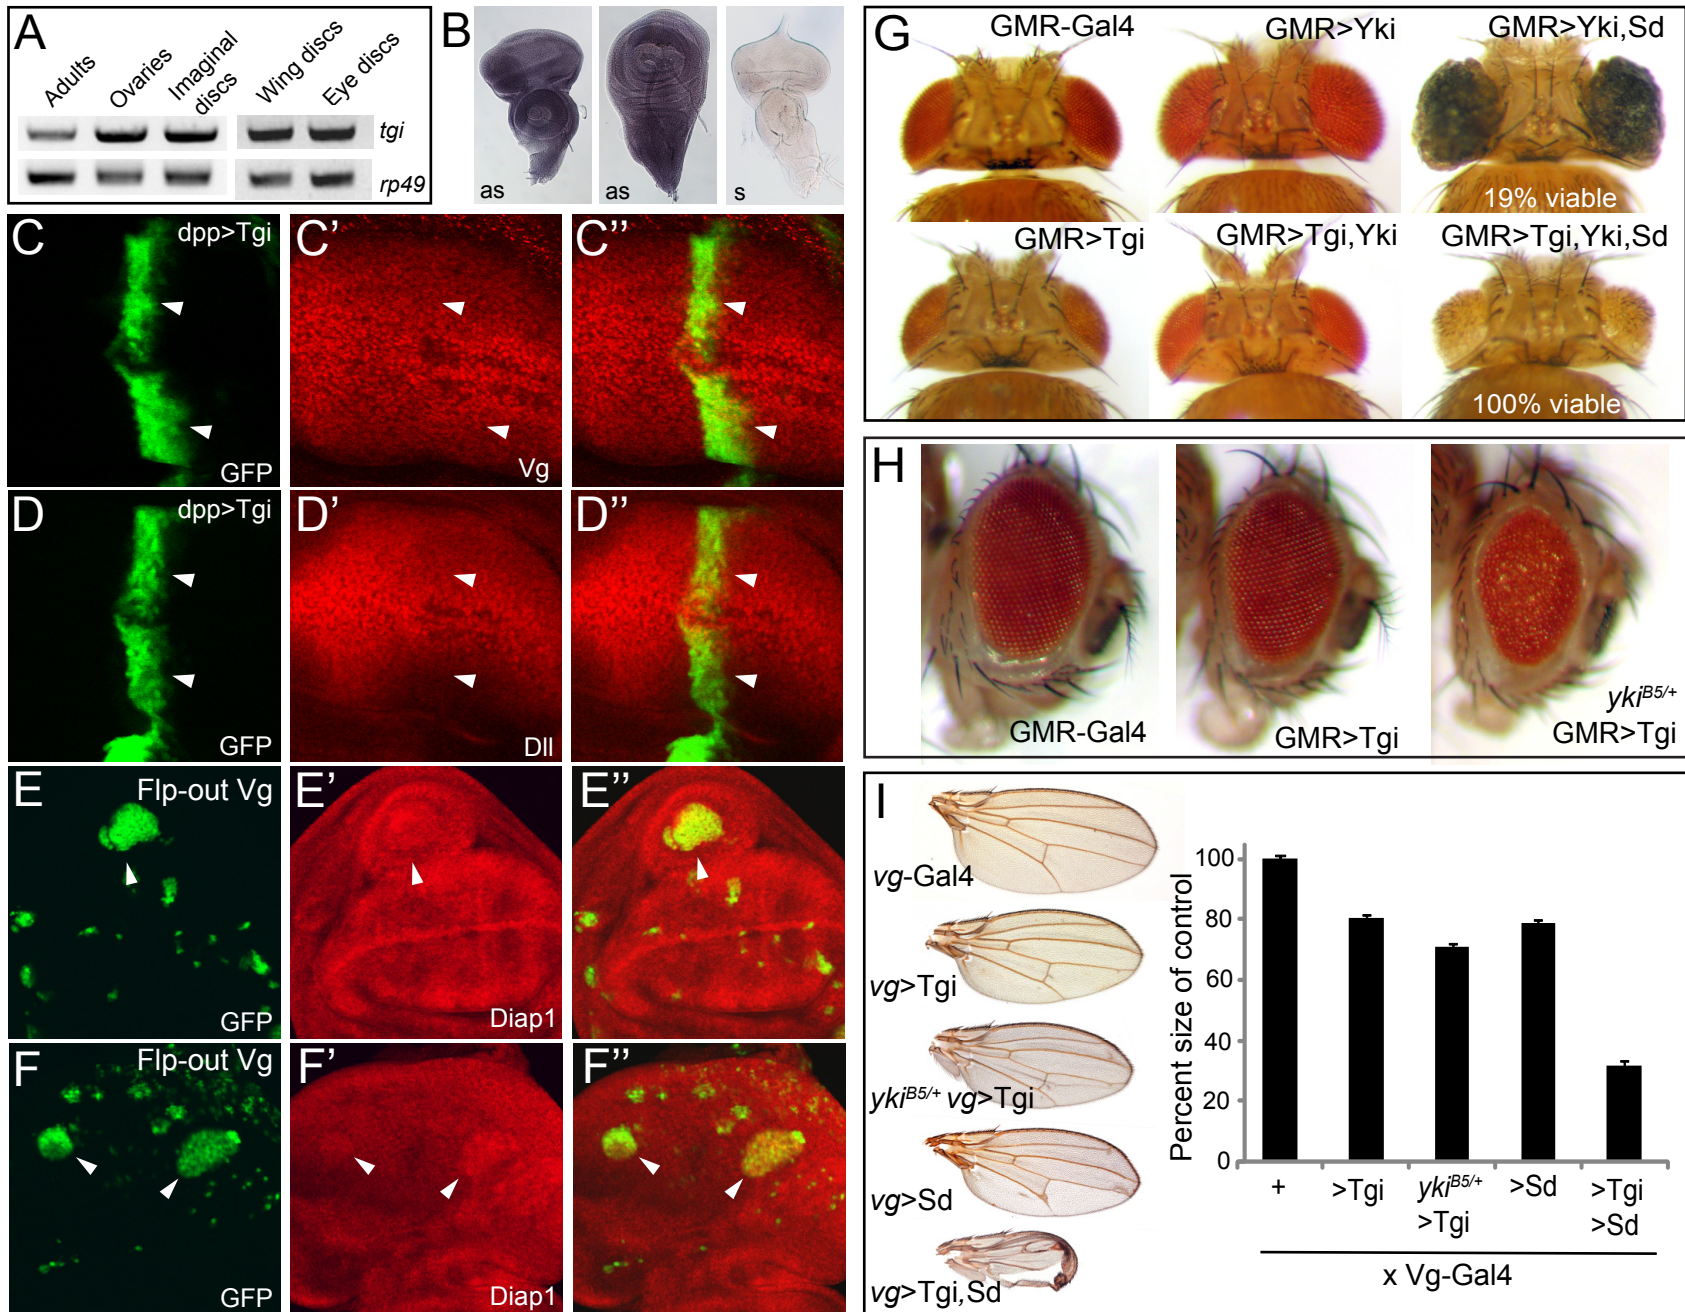 A
Adults
Ovaries
Imaginal
discs
Wing discs
Eye discs
tgi
rp49
B
as
as
s
C
dpp>Tgi
GFP
C'
Vg
C''
D
dpp>Tgi
GFP
D'
Dll
D''
E
Flp-out Vg
GFP
E'
Diap1
E''
F
Flp-out Vg
GFP
F'
Diap1
F''
G
GMR-Gal4
GMR>Yki
GMR>Yki,Sd
19% viable
GMR>Tgi
GMR>Tgi,Yki
GMR>Tgi,Yki,Sd
100% viable
H
GMR-Gal4
GMR>Tgi
yki^B5/+
GMR>Tgi
I
vg-Gal4
vg>Tgi
yki^B5/+ vg>Tgi
vg>Sd
vg>Tgi,Sd
Percent size of control
100
80
60
40
20
0
+
>Tgi
yki^B5/+
>Tgi
>Sd
>Tgi
>Sd
x Vg-Gal4